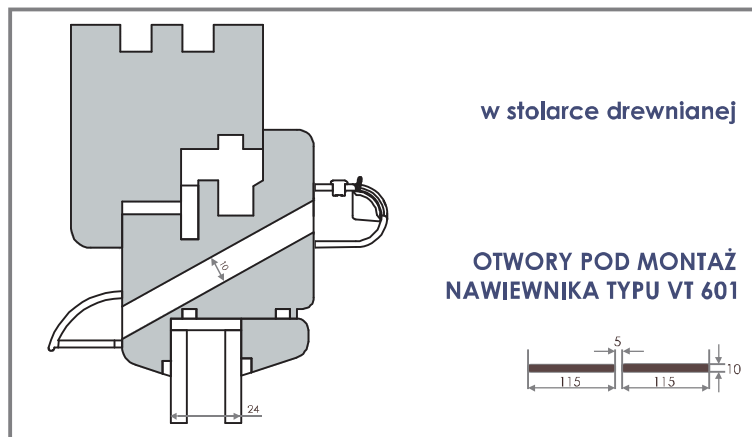 w stolarce drewnianej
10
OTWORY POD MONTAŻ
NAWIEWNIKA TYPU VT 601
5
10
115 115
24